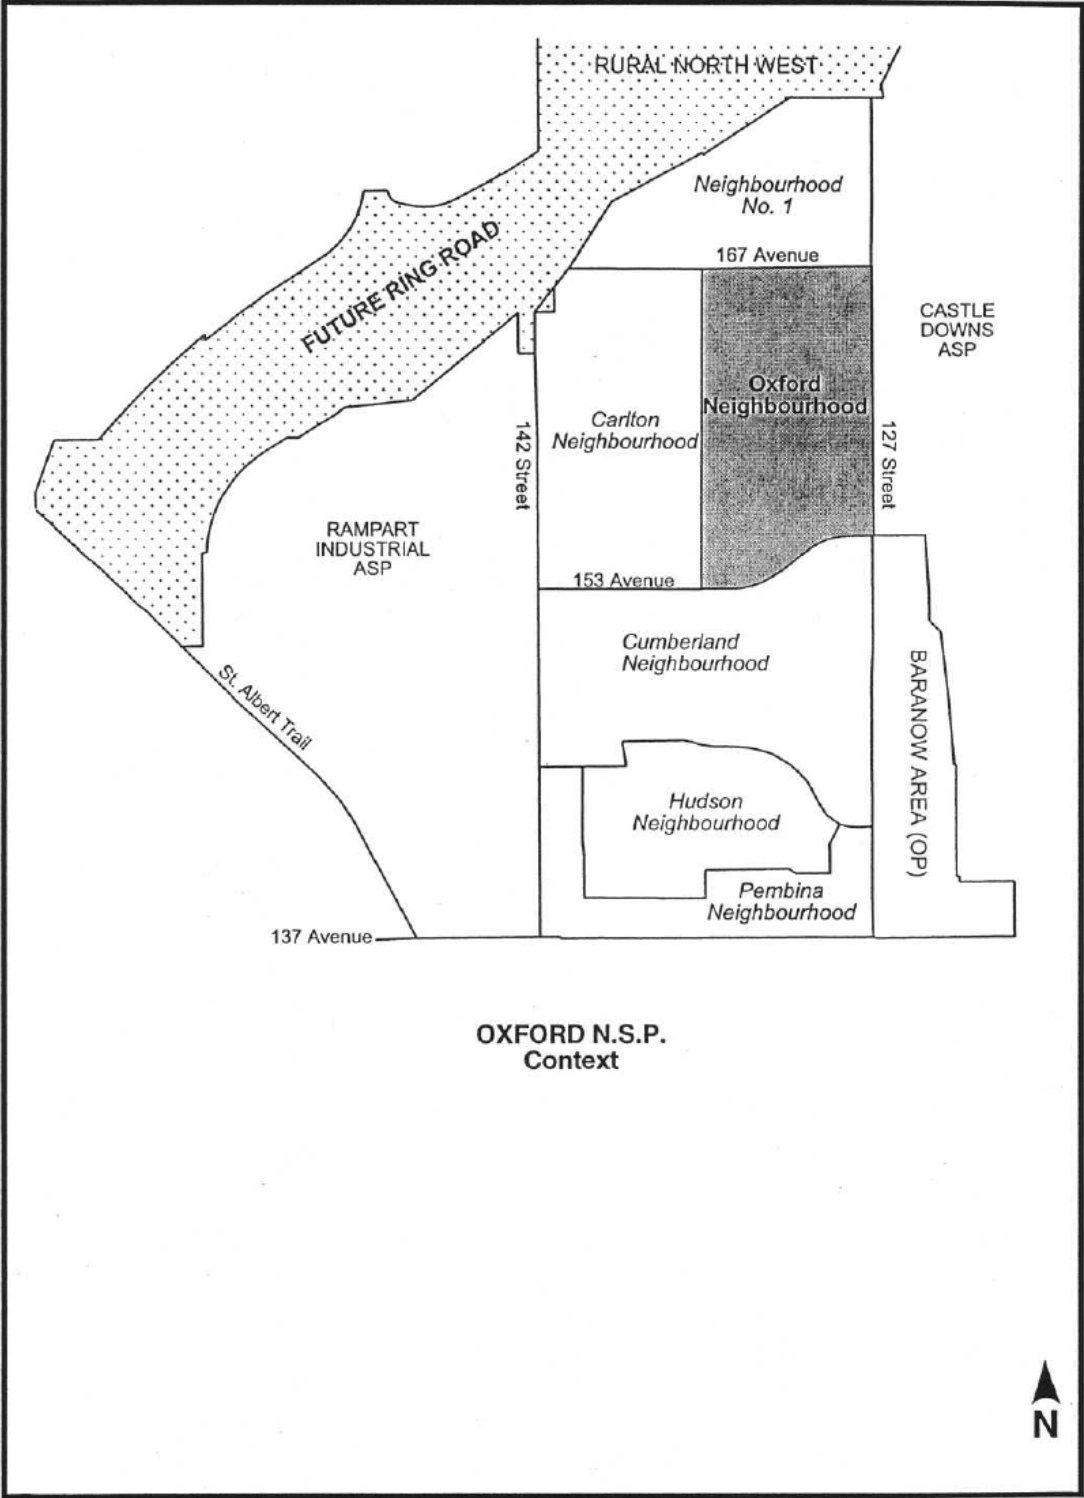 RURAL NORTH WEST
Neighbourhood
No. 1
167 Avenue
FUTURE RING ROAD
CASTLE
DOWNS
ASP
Oxford
Neighbourhood
Carlton
Neighbourhood
142 Street
127 Street
RAMPART
INDUSTRIAL
ASP
153 Avenue
Cumberland
Neighbourhood
St. Albert Trail
BARANOW AREA (OP)
Hudson
Neighbourhood
Pembina
Neighbourhood
137 Avenue
OXFORD N.S.P.
Context
N